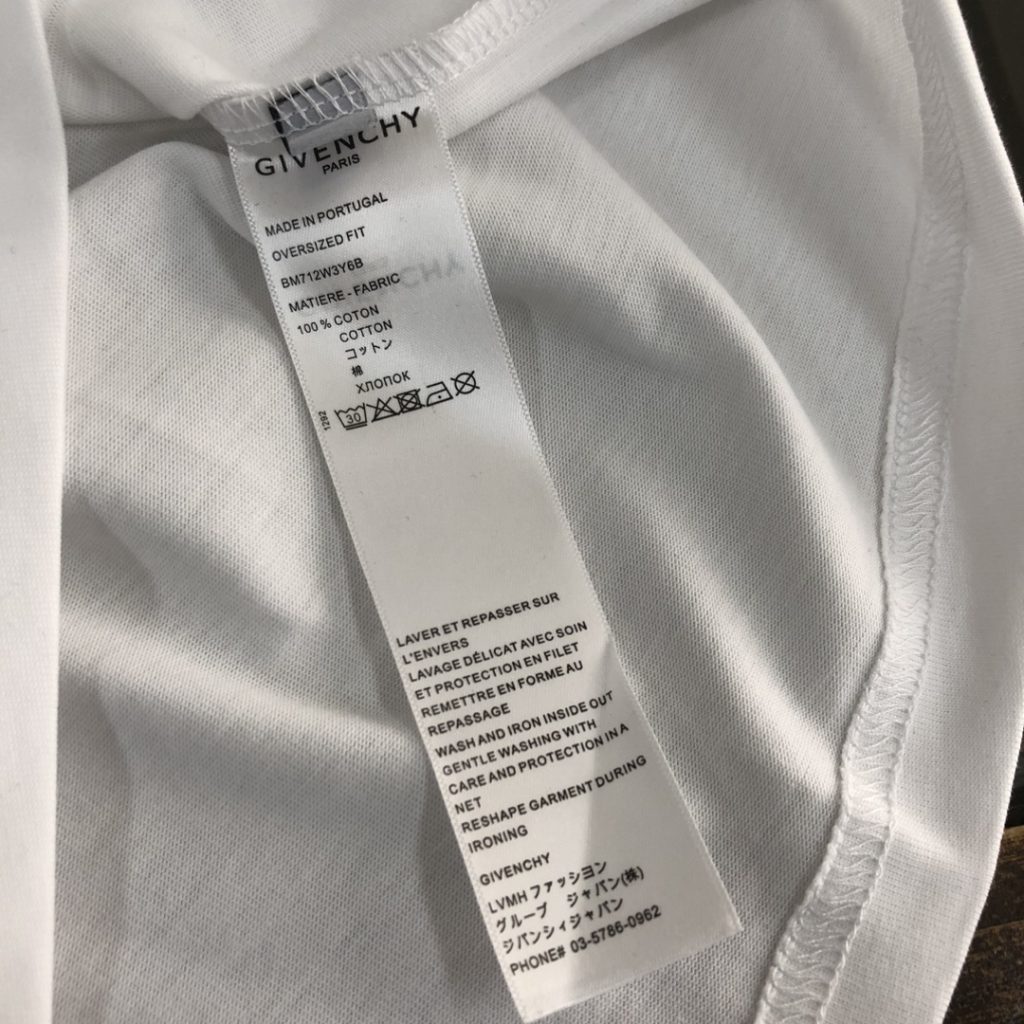 GIVENCHY
PARIS
MADE IN PORTUGAL
OVERSIZED FIT
BM712W3Y6B
MATIERE - FABRIC
100 % COTON
COTTON
コットン
棉
ХЛОПОК
30
1292
LAVER ET REPASSER SUR
L'ENVERS
LAVAGE DÉLICAT AVEC SOIN
ET PROTECTION EN FILET
REMETTRE EN FORME AU
REPASSAGE
WASH AND IRON INSIDE OUT
GENTLE WASHING WITH
CARE AND PROTECTION IN A
NET
RESHAPE GARMENT DURING
IRONING
GIVENCHY
LVMH ファッション
グループ ジャパン(株)
ジバンシィジャパン
PHONE# 03-5786-0962